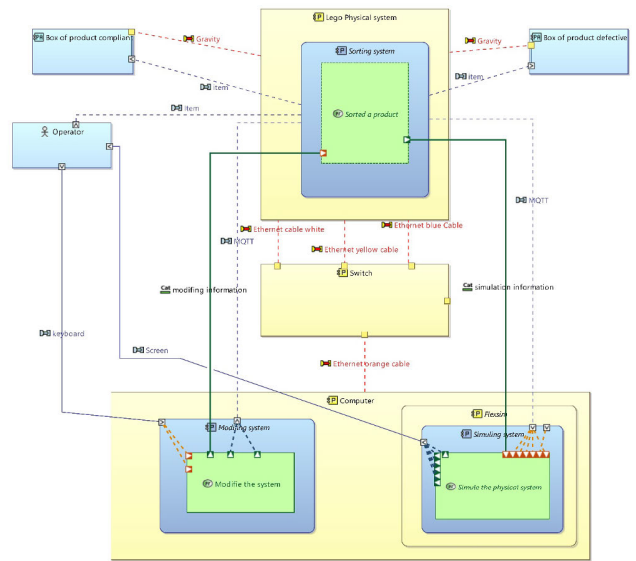 Lego Physical system
Box of product complian
Gravity
Sorting system
Gravity
Box of product defective
item
item
Item
Sorted a product
Operator
MQTT
Ethernet cable white
Ethernet blue Cable
MQTT
Ethernet yellow cable
Switch
Cat
modifing information
Cat
simulation information
keyboard
Screen
Ethernet orange cable
Computer
Flexsim
Modifing system
Simuling system
Modifie the system
Simule the physical system